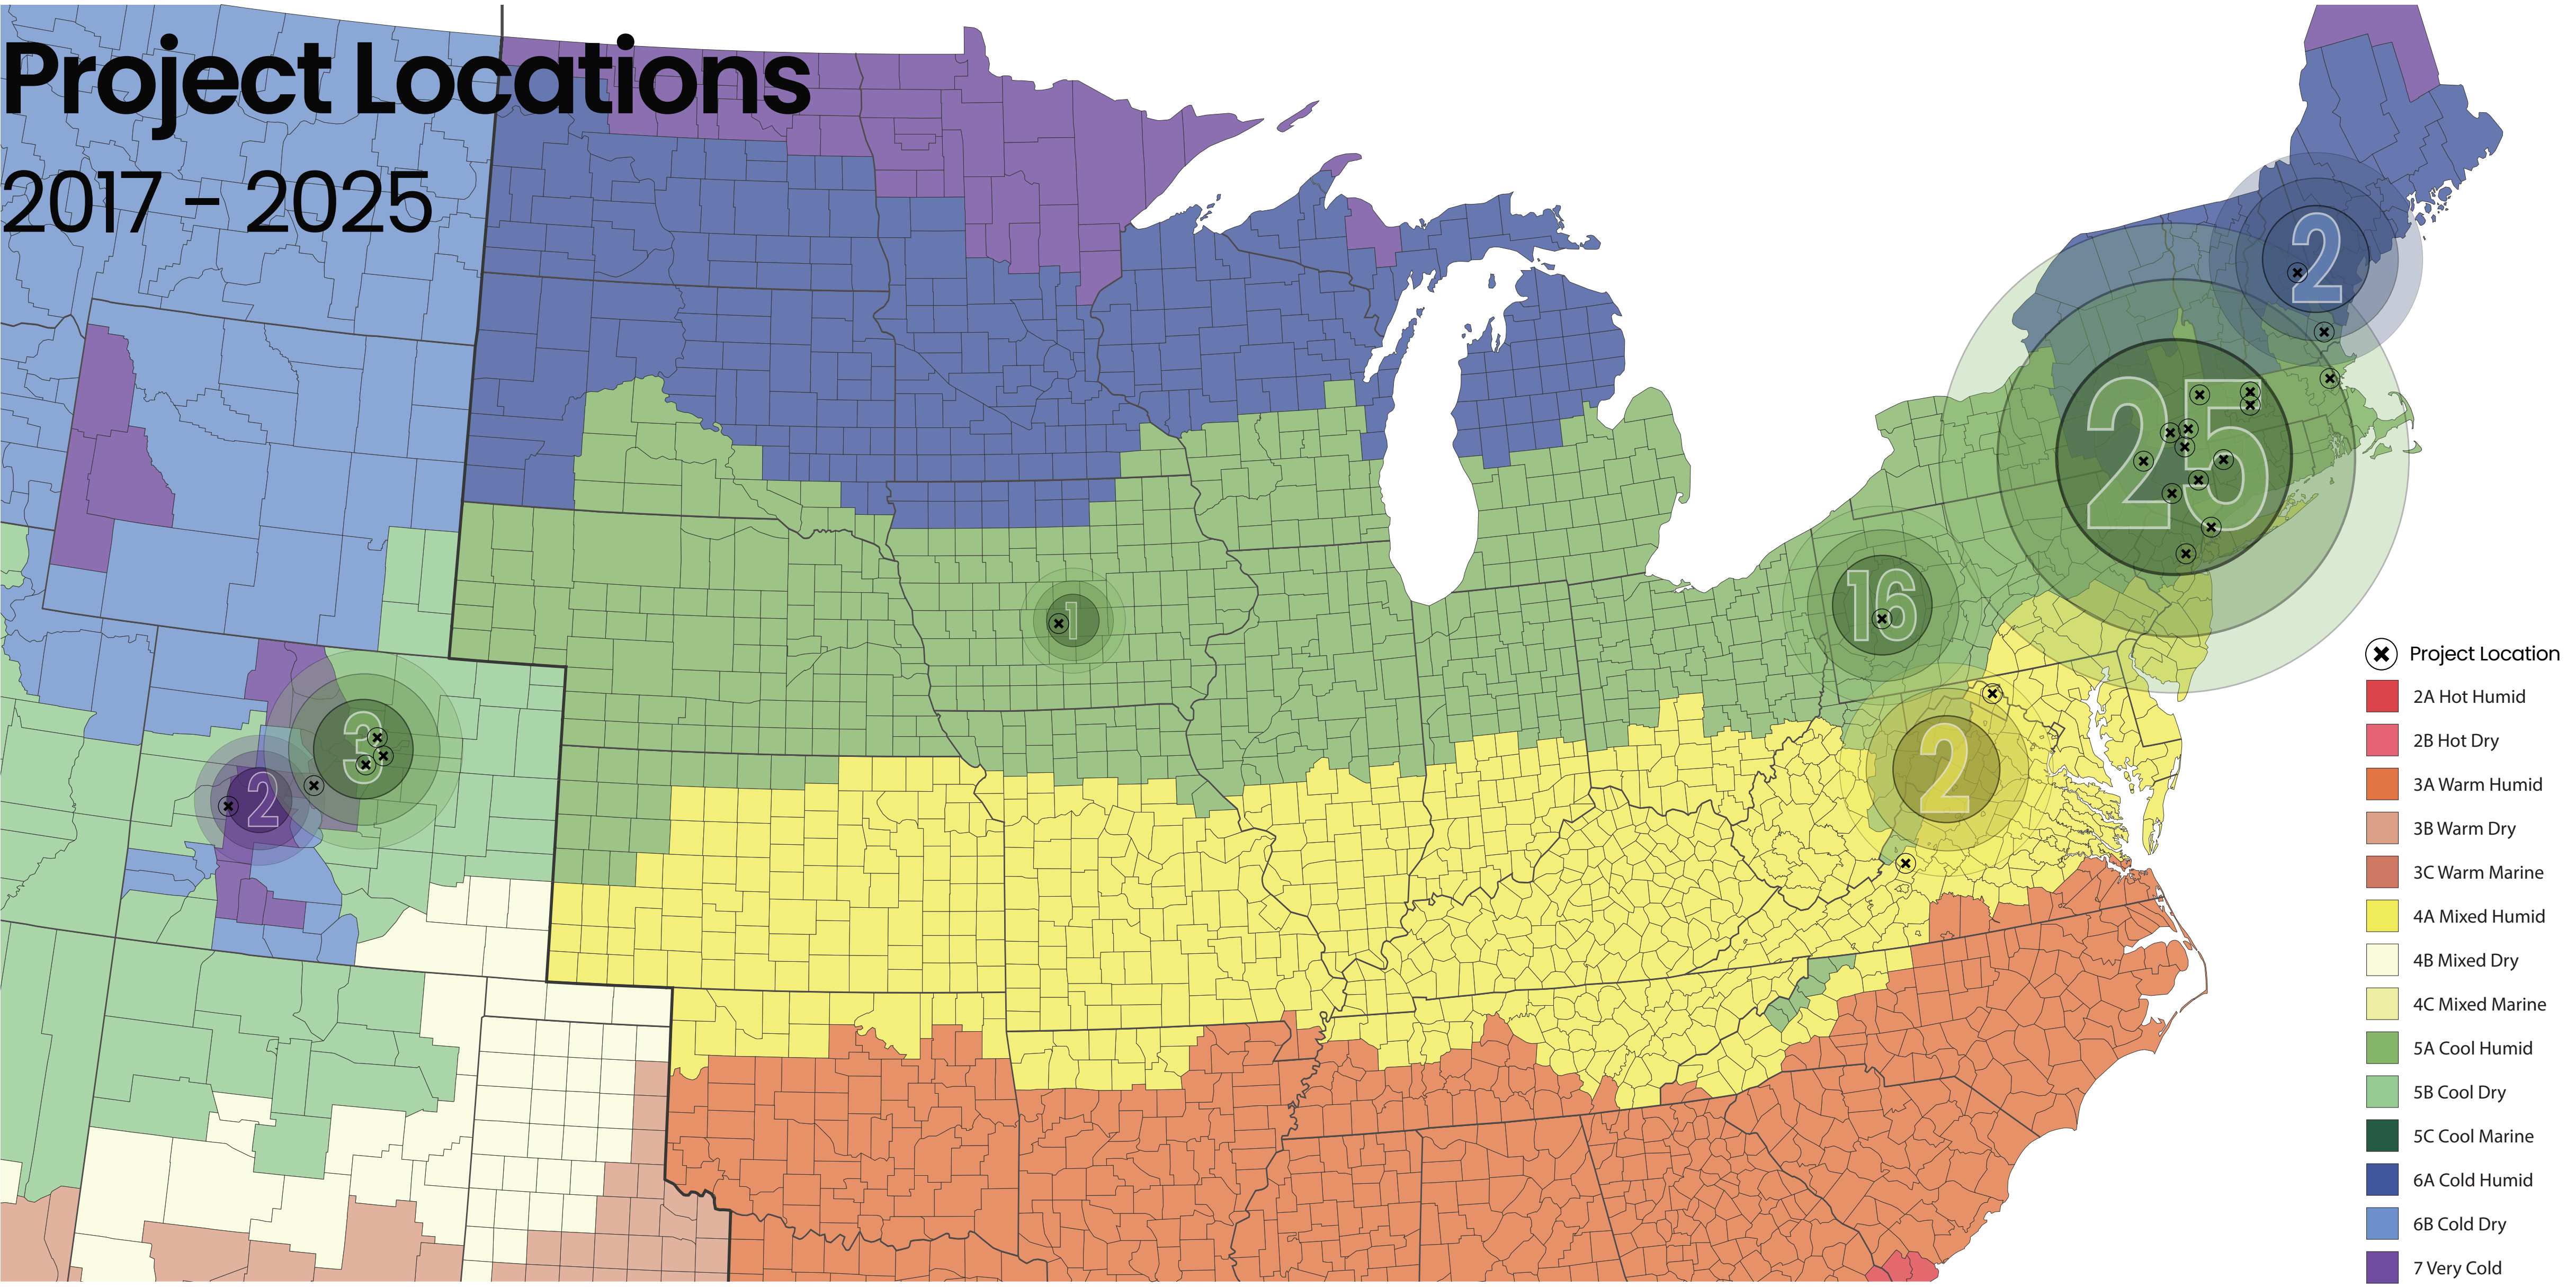 Project Locations
2017 - 2025
2
25
1
16
3
2
2
Project Location
2A Hot Humid
2B Hot Dry
3A Warm Humid
3B Warm Dry
3C Warm Marine
4A Mixed Humid
4B Mixed Dry
4C Mixed Marine
5A Cool Humid
5B Cool Dry
5C Cool Marine
6A Cold Humid
6B Cold Dry
7 Very Cold